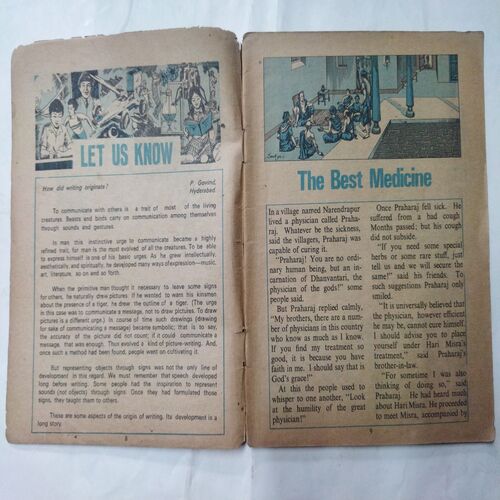 LET US KNOW
How did writing originate?
P. Govind,
Hyderabad.
To communicate with others is a trait of most of the living
creatures. Beasts and birds carry on communication among themselves
through sounds and gestures.
In man this instinctive urge to communicate became a highly
refined trait, for man is the most evolved of all the creatures. To be able
to express himself is one of his basic urges. As he grew intellectually,
aesthetically, and spiritually, he developed many ways of expression—music,
art, literature, so on and so forth.
When the primitive man thought it necessary to leave some signs
for others, he naturally drew pictures. If he wanted to warn his kinsmen
about the presence of a tiger, he drew the outline of a tiger. (The urge
in this case was to communicate a message, not to draw pictures. To draw
pictures is a different urge.) In course of time such drawings (drawing
for sake of communicating a message) became symbolic; that is to say,
the accuracy of the picture did not count; if it could communicate a
message, that was enough. Thus evolved a kind of picture-writing. And,
once such a method had been found, people went on cultivating it.
But representing objects through signs was not the only line of
development in this regard. We must remember that speech developed
long before writing. Some people had the inspiration to represent
sounds (not objects) through signs. Once they had formulated those
signs, they taught them to others.
These are some aspects of the origin of writing. Its development is a
long story.
8
The Best Medicine
In a village named Narendrapur
lived a physician called Praha-
raj. Whatever be the sickness,
said the villagers, Praharaj was
capable of curing it.
"Praharaj! You are no ordi-
nary human being, but an in-
carnation of Dhanvantari, the
physician of the gods!" some
people said.
But Praharaj replied calmly,
"My brothers, there are a num-
ber of physicians in this country
who know as much as I know.
If you find my treatment so
good, it is because you have
faith in me. I should say that is
God's grace!"
At this the people used to
whisper to one another, "Look
at the humility of the great
physician!"
Once Praharaj fell sick. He
suffered from a bad cough
Months passed; but his cough
did not subside.
"If you need some special
herbs or some rare stuff, just
tell us and we will secure the
same!" said his friends. To
such suggestions Praharaj only
smiled.
"It is universally believed that
the physician, however efficient
he may be, cannot cure himself.
I should advise you to place
yourself under Hari Misra's
treatment," said Praharaj's
brother-in-law.
"For sometime I was also
thinking of doing so," said
Praharaj. He had heard much
about Hari Misra. He proceeded
to meet Misra, accompanied by
9